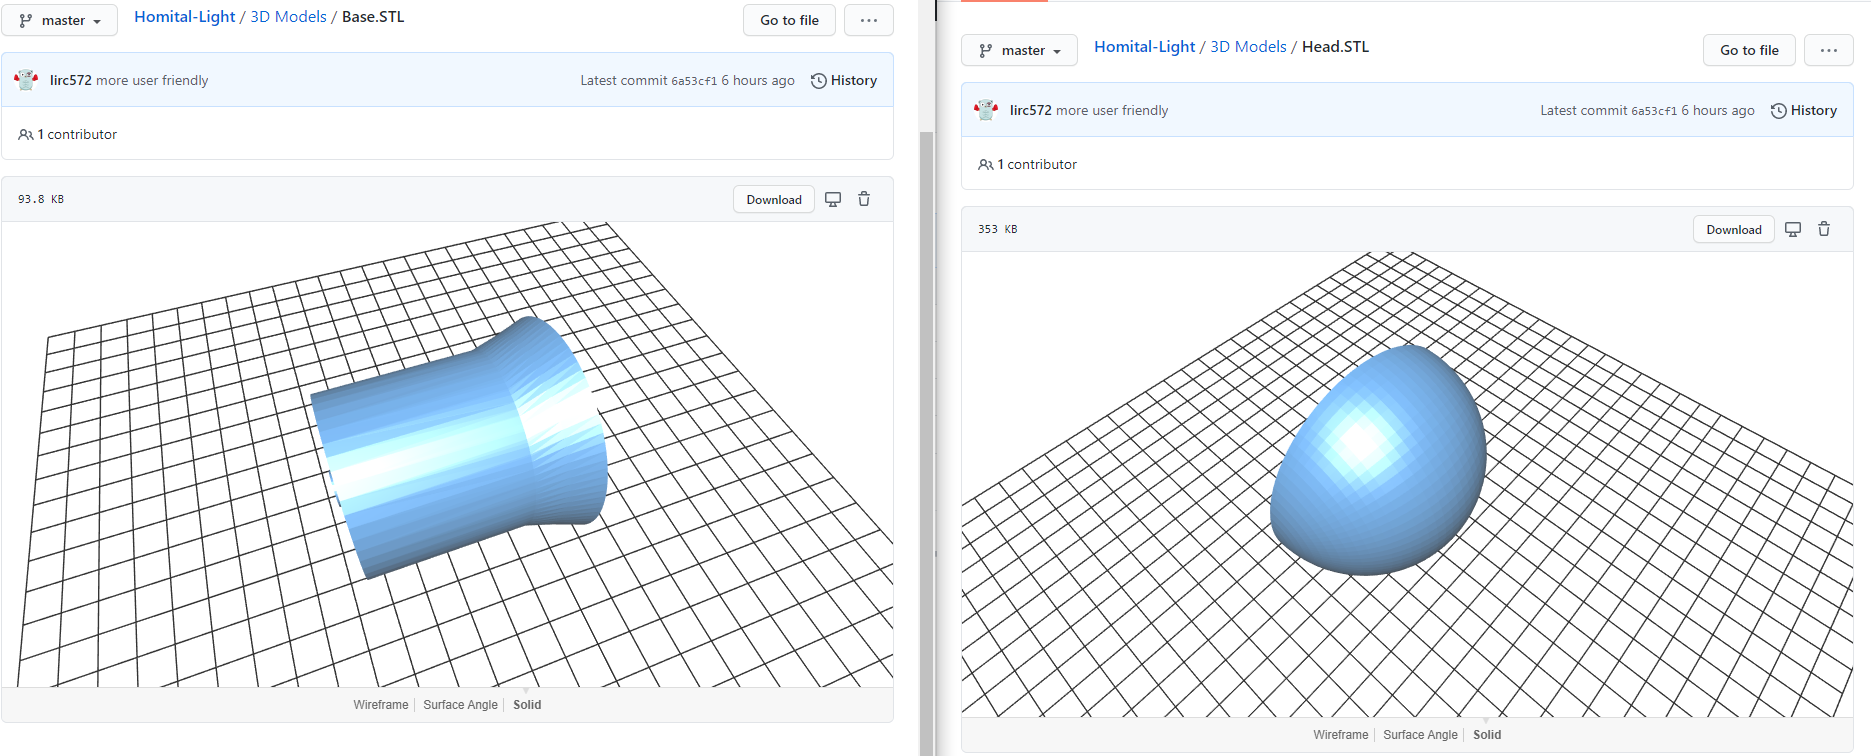 master
Homital-Light / 3D Models / Base.STL
Go to file
...
lirc572 more user friendly
Latest commit 6a53cf1 6 hours ago
History
1 contributor
93.8 KB
Download
Wireframe
Surface Angle
Solid
master
Homital-Light / 3D Models / Head.STL
Go to file
...
lirc572 more user friendly
Latest commit 6a53cf1 6 hours ago
History
1 contributor
353 KB
Download
Wireframe
Surface Angle
Solid